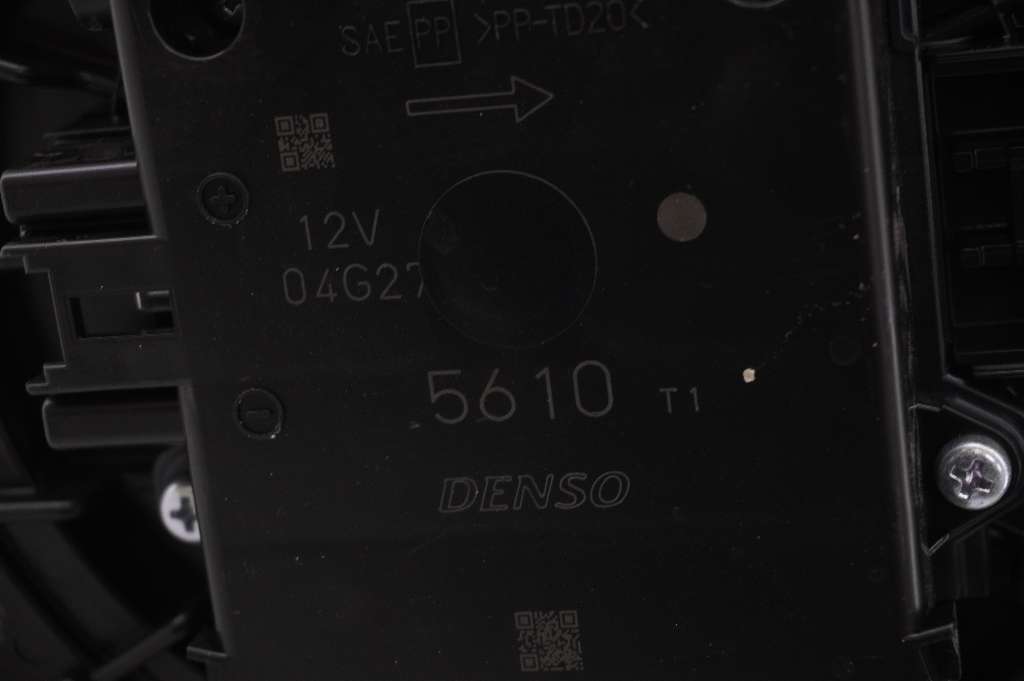 SAE PP >PP-TD20<
12V
04G27
5610 T1
DENSO